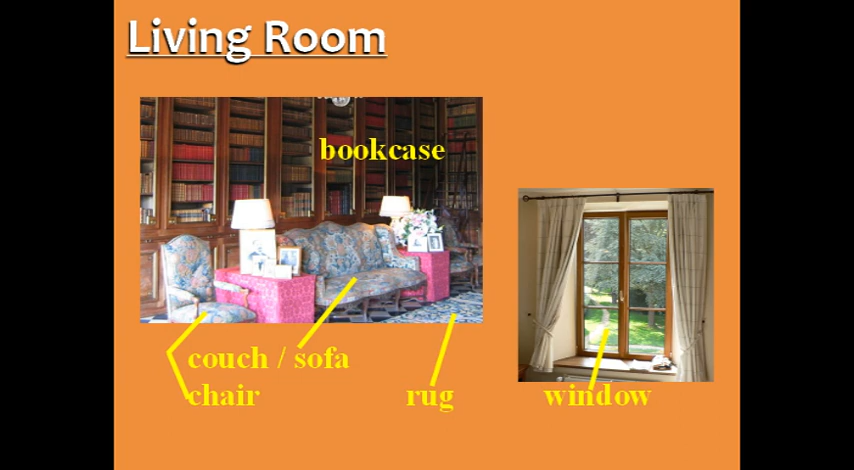 Living Room
bookcase
couch / sofa
chair
rug
window